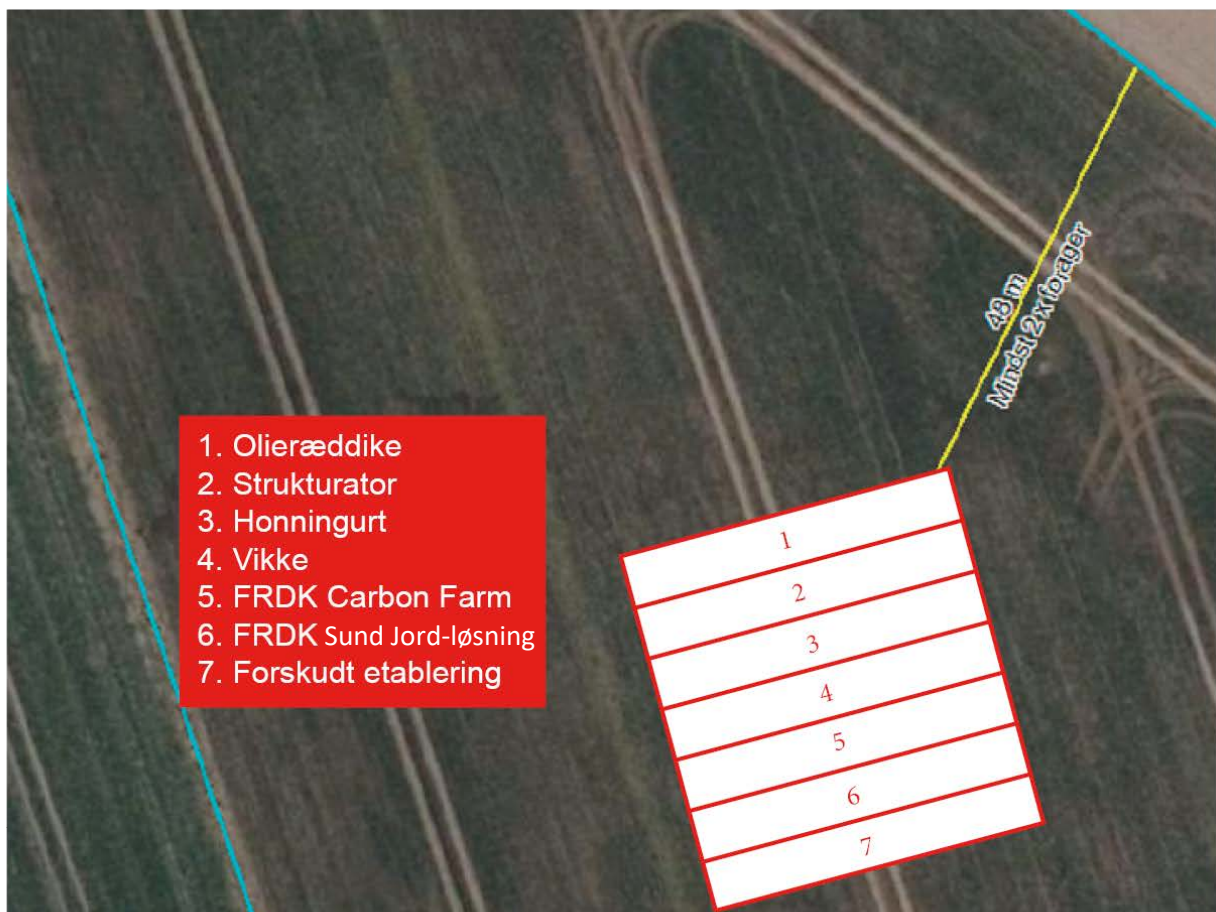 48 m
Mindst 2 x forager
1. Olieræddike
2. Strukturator
3. Honningurt
4. Vikke
5. FRDK Carbon Farm
6. FRDK Sund Jord-løsning
7. Forskudt etablering
1
2
3
4
5
6
7